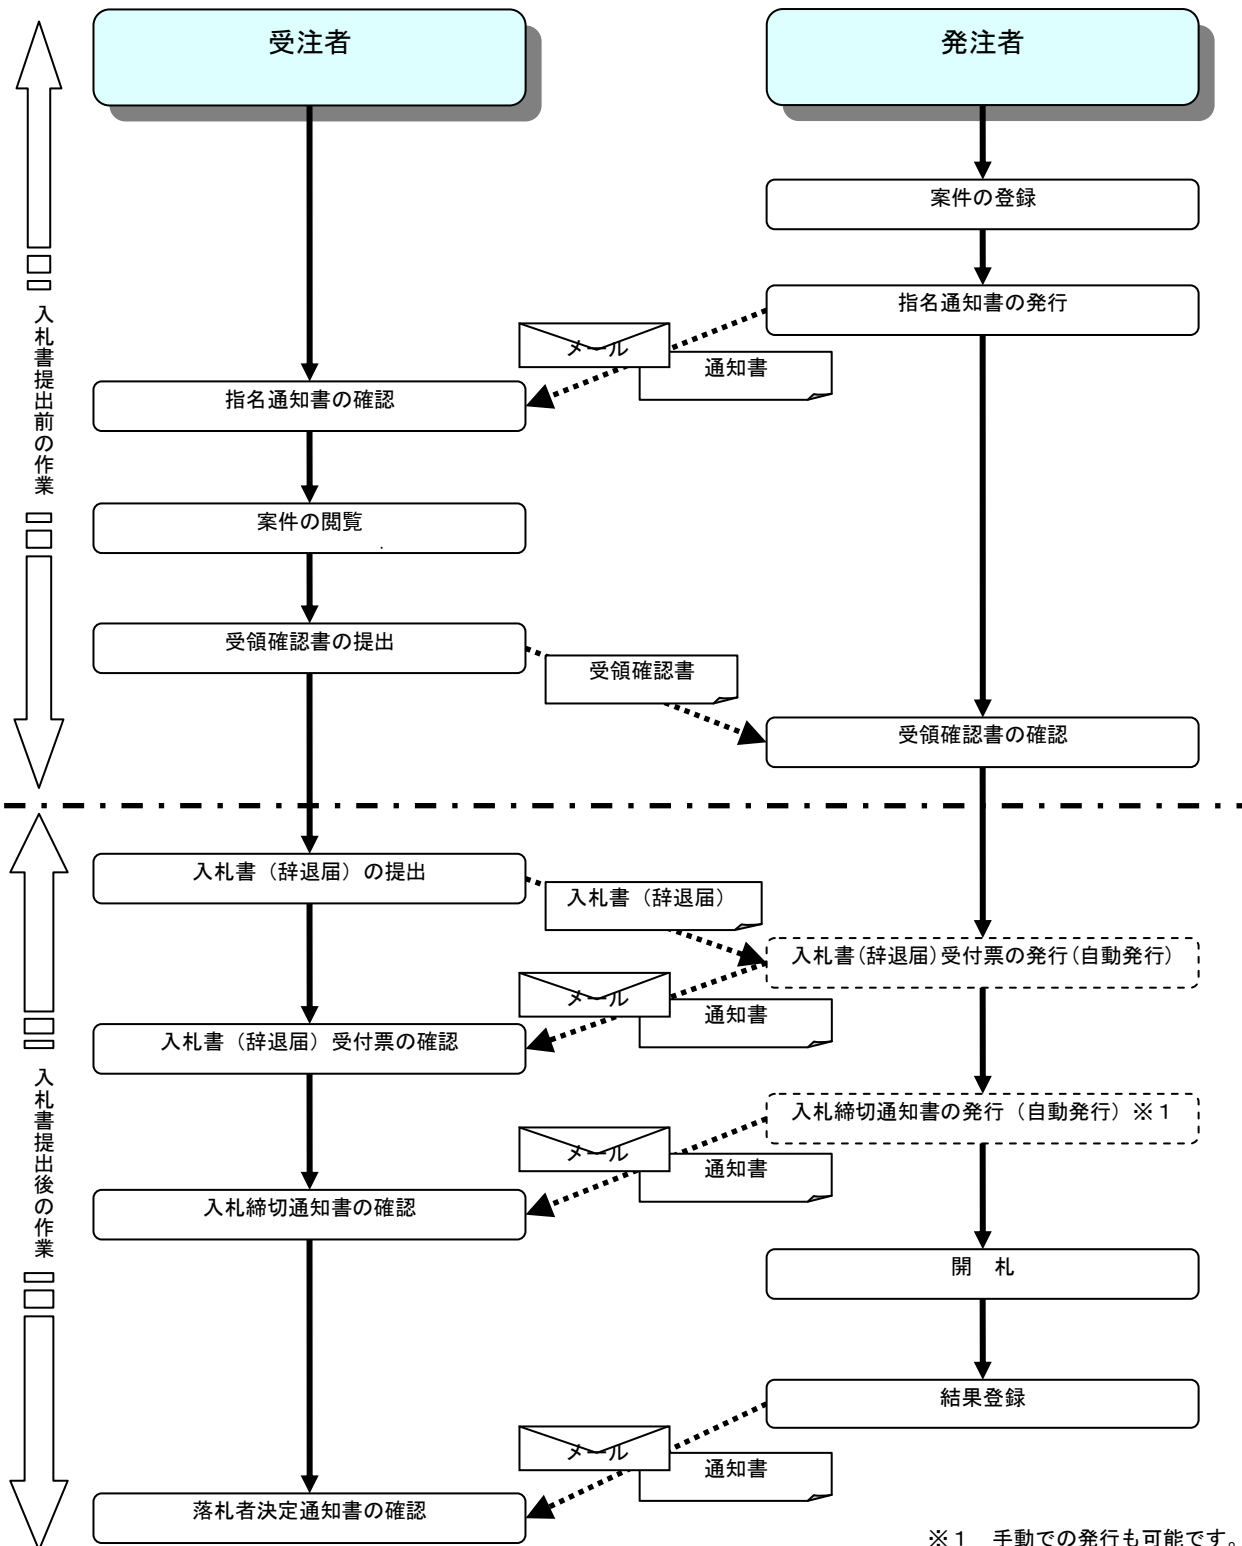 受注者
発注者
案件の登録
指名通知書の発行
メール
通知書
指名通知書の確認
入札書提出前の作業
案件の閲覧
受領確認書の提出
受領確認書
受領確認書の確認
入札書（辞退届）の提出
入札書（辞退届）
入札書(辞退届)受付票の発行(自動発行)
メール
通知書
入札書（辞退届）受付票の確認
入札書提出後の作業
入札締切通知書の発行（自動発行）※１
メール
通知書
入札締切通知書の確認
開　札
結果登録
メール
通知書
落札者決定通知書の確認
※１　手動での発行も可能です。